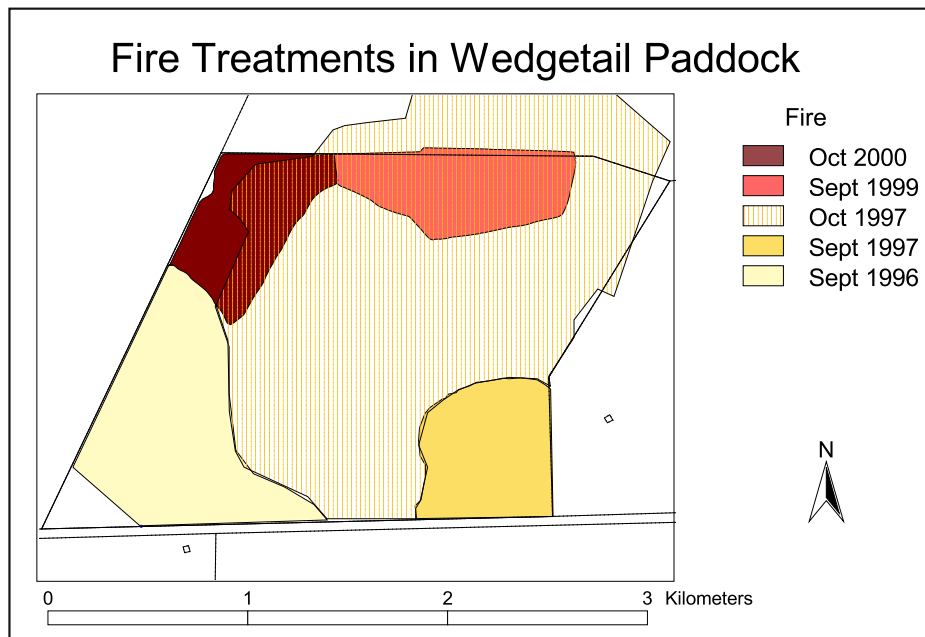 Fire Treatments in Wedgetail Paddock
Fire
Oct 2000
Sept 1999
Oct 1997
Sept 1997
Sept 1996
N
0 1 2 3 Kilometers